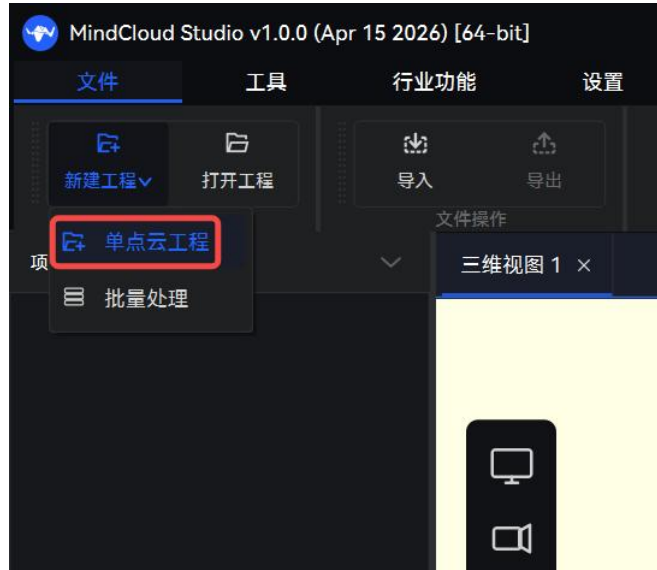 MindCloud Studio v1.0.0 (Apr 15 2026) [64-bit]
文件 工具 行业功能 设置
新建工程 打开工程 导入 导出
文件操作
单点云工程
项 三维视图 1 ×
批量处理